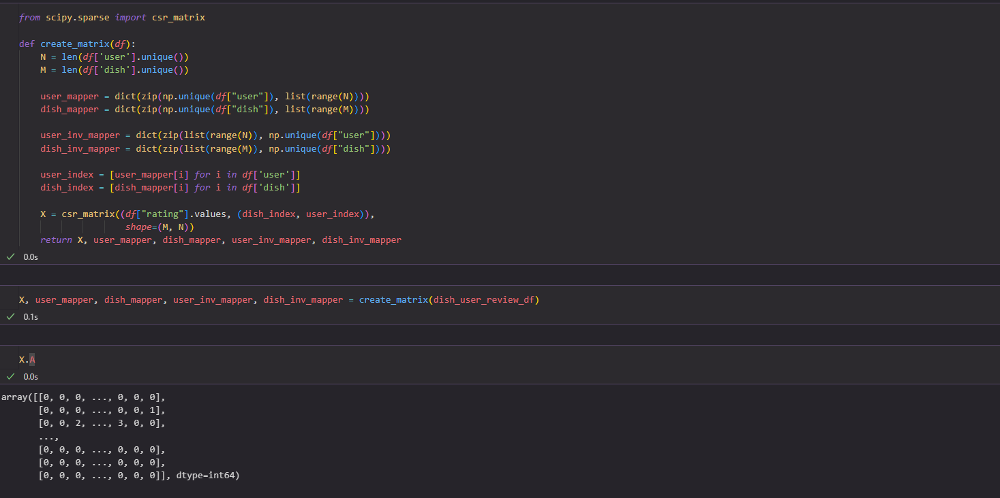 from scipy.sparse import csr_matrix
def create_matrix(df):
N = len(df['user'].unique())
M = len(df['dish'].unique())
user_mapper = dict(zip(np.unique(df["user"]), list(range(N))))
dish_mapper = dict(zip(np.unique(df["dish"]), list(range(M))))
user_inv_mapper = dict(zip(list(range(N)), np.unique(df["user"])))
dish_inv_mapper = dict(zip(list(range(M)), np.unique(df["dish"])))
user_index = [user_mapper[i] for i in df['user']]
dish_index = [dish_mapper[i] for i in df['dish']]
X = csr_matrix((df["rating"].values, (dish_index, user_index)),
shape=(M, N))
return X, user_mapper, dish_mapper, user_inv_mapper, dish_inv_mapper
0.0s
X, user_mapper, dish_mapper, user_inv_mapper, dish_inv_mapper = create_matrix(dish_user_review_df)
0.1s
X.A
0.0s
array([[0, 0, 0, ..., 0, 0, 0],
[0, 0, 0, ..., 0, 0, 1],
[0, 0, 2, ..., 3, 0, 0],
...,
[0, 0, 0, ..., 0, 0, 0],
[0, 0, 0, ..., 0, 0, 0],
[0, 0, 0, ..., 0, 0, 0]], dtype=int64)